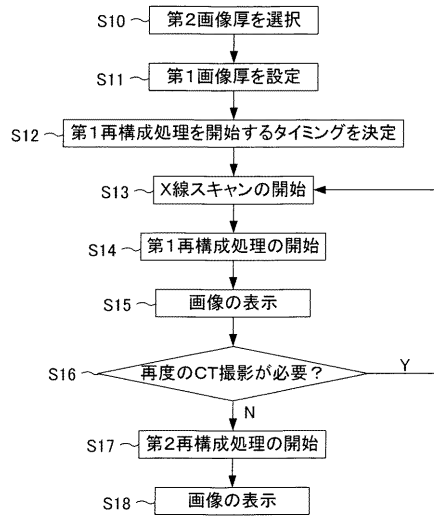 S10 第2画像厚を選択
S11 第1画像厚を設定
S12 第1再構成処理を開始するタイミングを決定
S13 X線スキャンの開始
S14 第1再構成処理の開始
S15 画像の表示
S16 再度のCT撮影が必要？ Y
N
S17 第2再構成処理の開始
S18 画像の表示